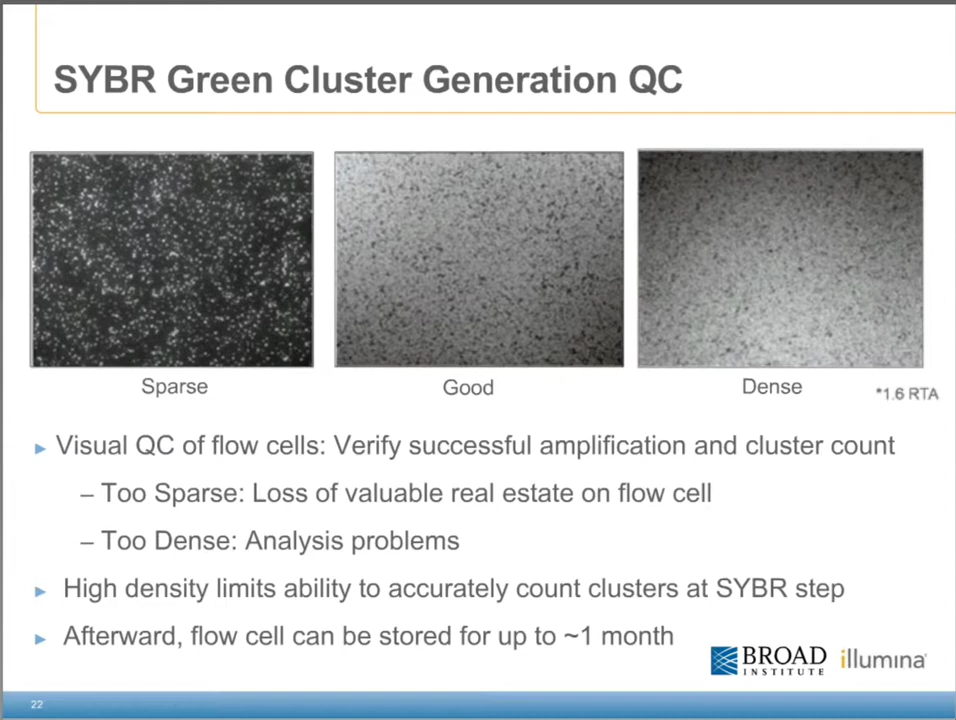 SYBR Green Cluster Generation QC
Sparse
Good
Dense
*1.6 RTA
► Visual QC of flow cells: Verify successful amplification and cluster count
– Too Sparse: Loss of valuable real estate on flow cell
– Too Dense: Analysis problems
► High density limits ability to accurately count clusters at SYBR step
► Afterward, flow cell can be stored for up to ~1 month
BROAD
INSTITUTE
illumina
22